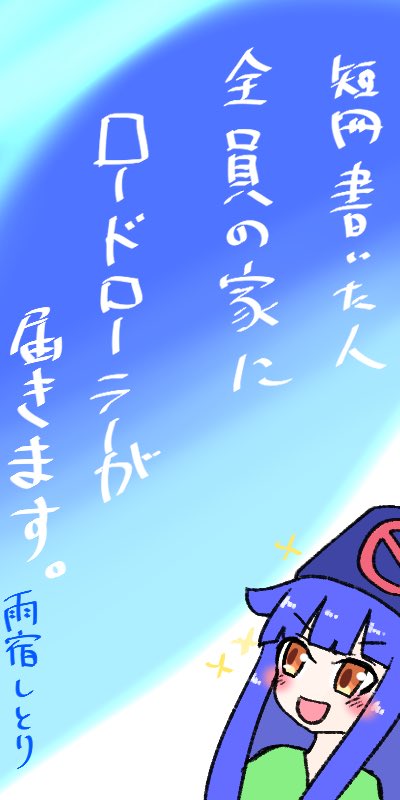 短冊書いた人
全員の家に
ロードローラーが
届きます。
雨宿しとり